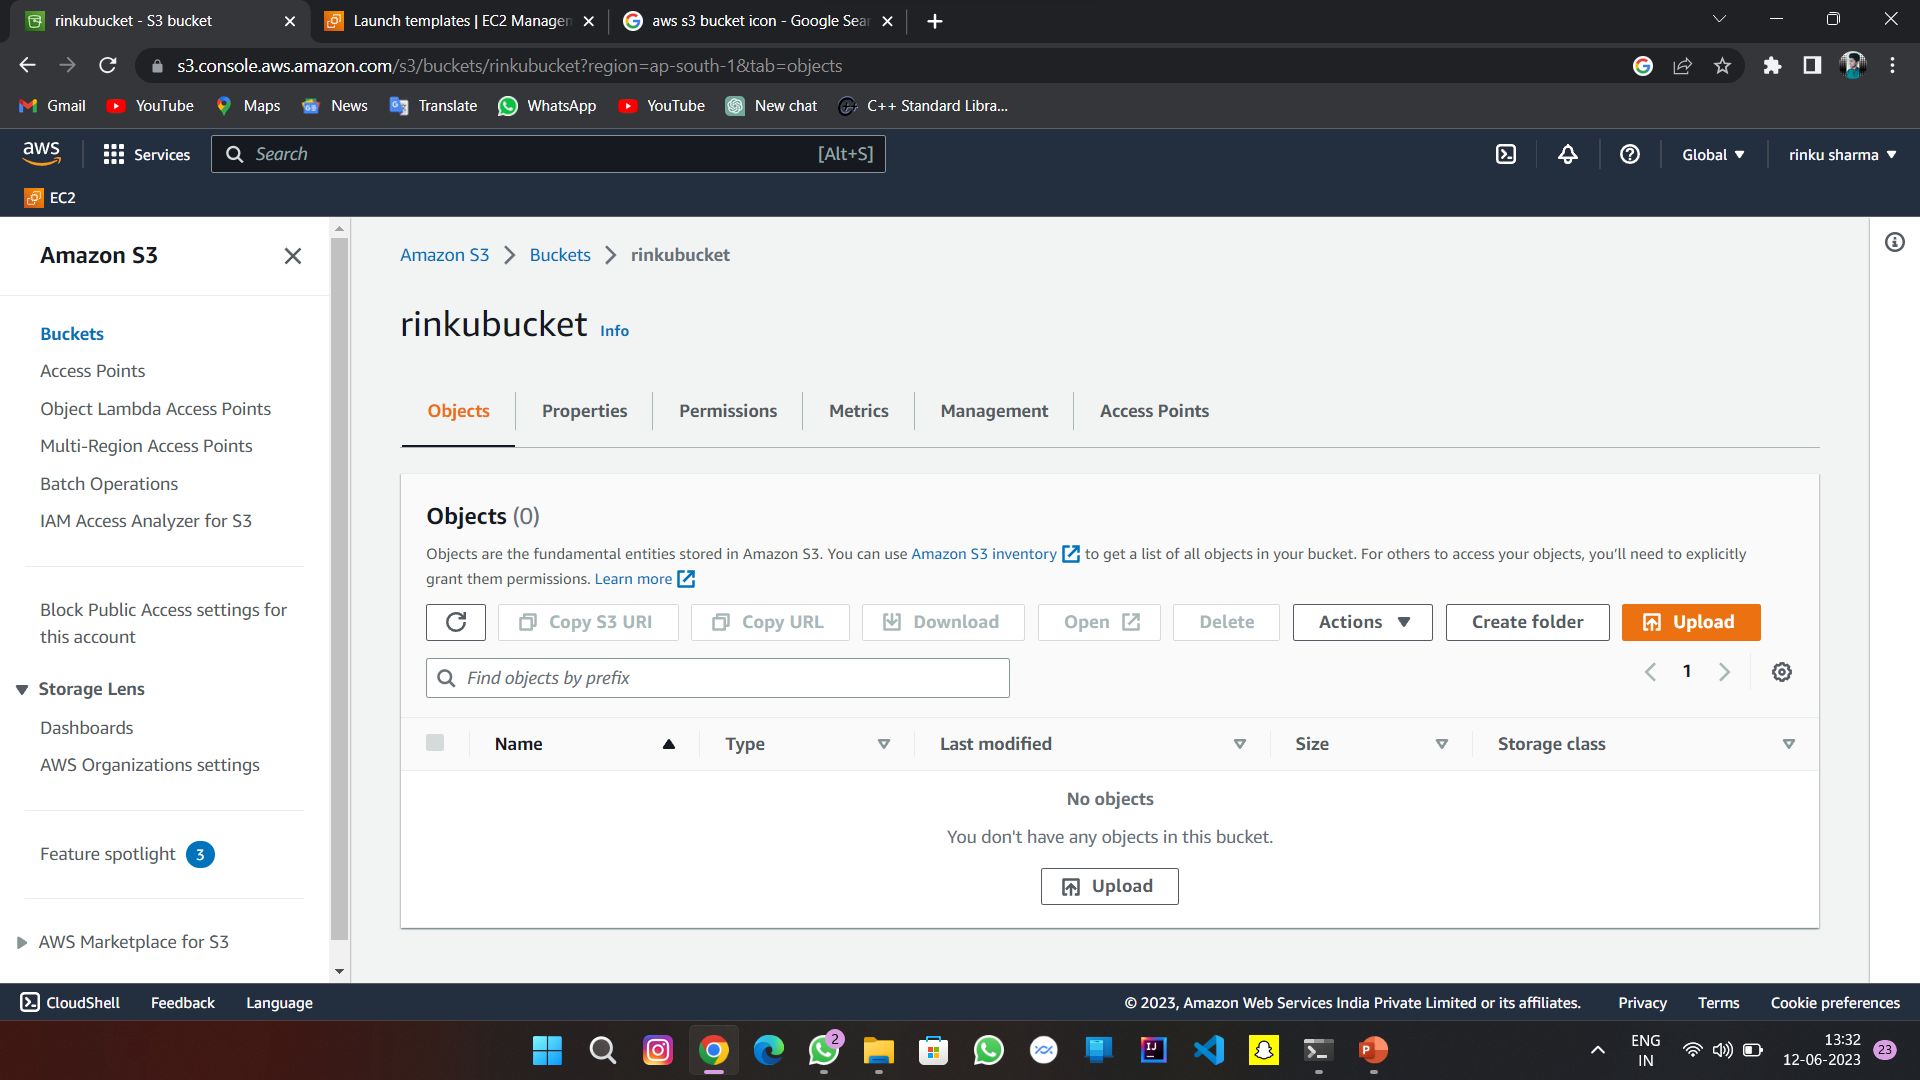 rinkubucket - S3 bucket
Launch templates | EC2 Managem
aws s3 bucket icon - Google Sear
s3.console.aws.amazon.com/s3/buckets/rinkubucket?region=ap-south-1&tab=objects
Gmail YouTube Maps News Translate WhatsApp YouTube New chat C++ Standard Libra...
aws Services Search [Alt+S] Global rinku sharma
EC2
Amazon S3
Buckets
Access Points
Object Lambda Access Points
Multi-Region Access Points
Batch Operations
IAM Access Analyzer for S3
Block Public Access settings for
this account
Storage Lens
Dashboards
AWS Organizations settings
Feature spotlight 3
AWS Marketplace for S3
Amazon S3 Buckets rinkubucket
rinkubucket Info
Objects Properties Permissions Metrics Management Access Points
Objects (0)
Objects are the fundamental entities stored in Amazon S3. You can use Amazon S3 inventory to get a list of all objects in your bucket. For others to access your objects, you’ll need to explicitly
grant them permissions. Learn more
Copy S3 URI Copy URL Download Open Delete Actions Create folder Upload
Find objects by prefix 1
Name Type Last modified Size Storage class
No objects
You don't have any objects in this bucket.
Upload
CloudShell Feedback Language © 2023, Amazon Web Services India Private Limited or its affiliates. Privacy Terms Cookie preferences
2
IJ
P
ENG
IN
13:32
12-06-2023
23